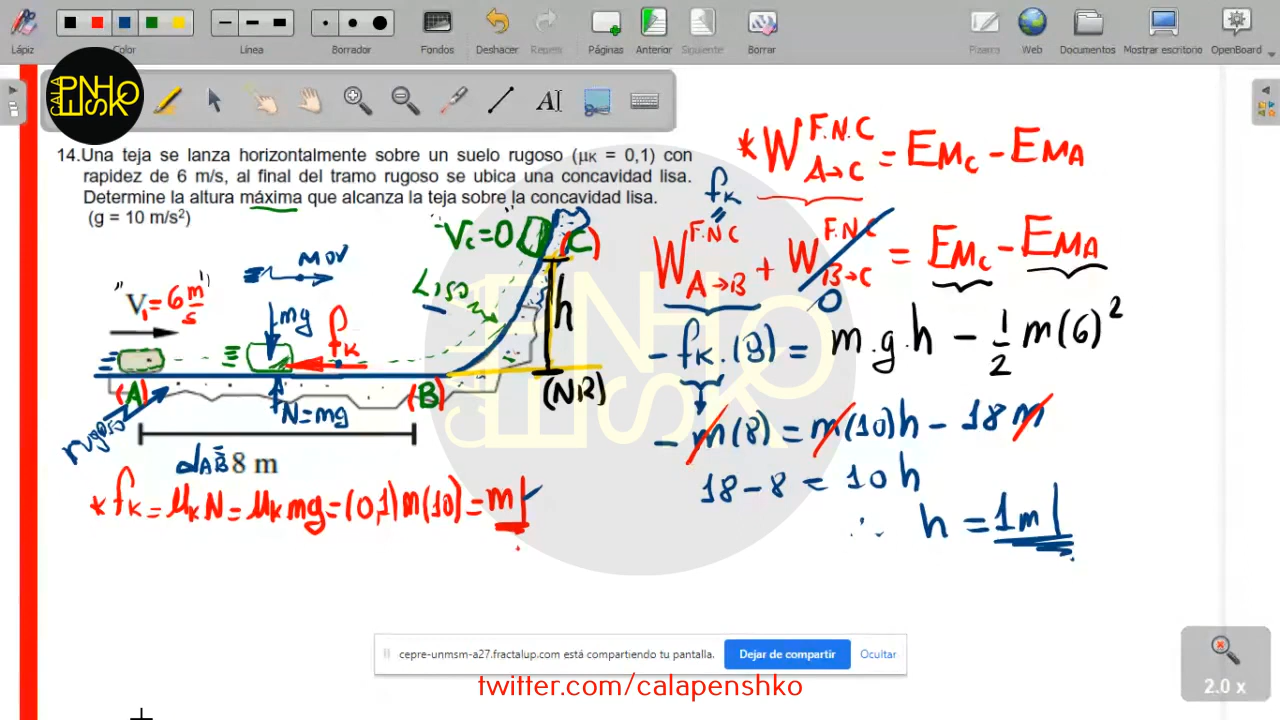 Lápiz Color Línea Borrador Fondos Deshacer Repetir Páginas Anterior Siguiente Borrar Pizarra Web Documentos Mostrar escritorio OpenBoard
CALA
PENSHKO
14.Una teja se lanza horizontalmente sobre un suelo rugoso (μK = 0,1) con
rapidez de 6 m/s, al final del tramo rugoso se ubica una concavidad lisa.
Determine la altura máxima que alcanza la teja sobre la concavidad lisa.
(g = 10 m/s²)
"Vc=0"
C
( )
MOV
Liso
"V₁=6 m/s"
mg
fK
h
(A)
(B)
(NR)
N=mg
rugoso
dAB=8 m
*fK=μKN=μKmg=(0,1)m(10)=m
*W F.N.C A→C = EMC - EMA
fK
W F.N.C A→B + W F.N.C B→C = EMC - EMA
0
-fK.(8)= m.g.h - 1/2 m(6)²
-m(8)=m(10)h-18m
18-8=10h
∴ h=1m
cepre-unmsm-a27.fractalup.com está compartiendo tu pantalla. Dejar de compartir Ocultar
twitter.com/calapenshko
2.0 x